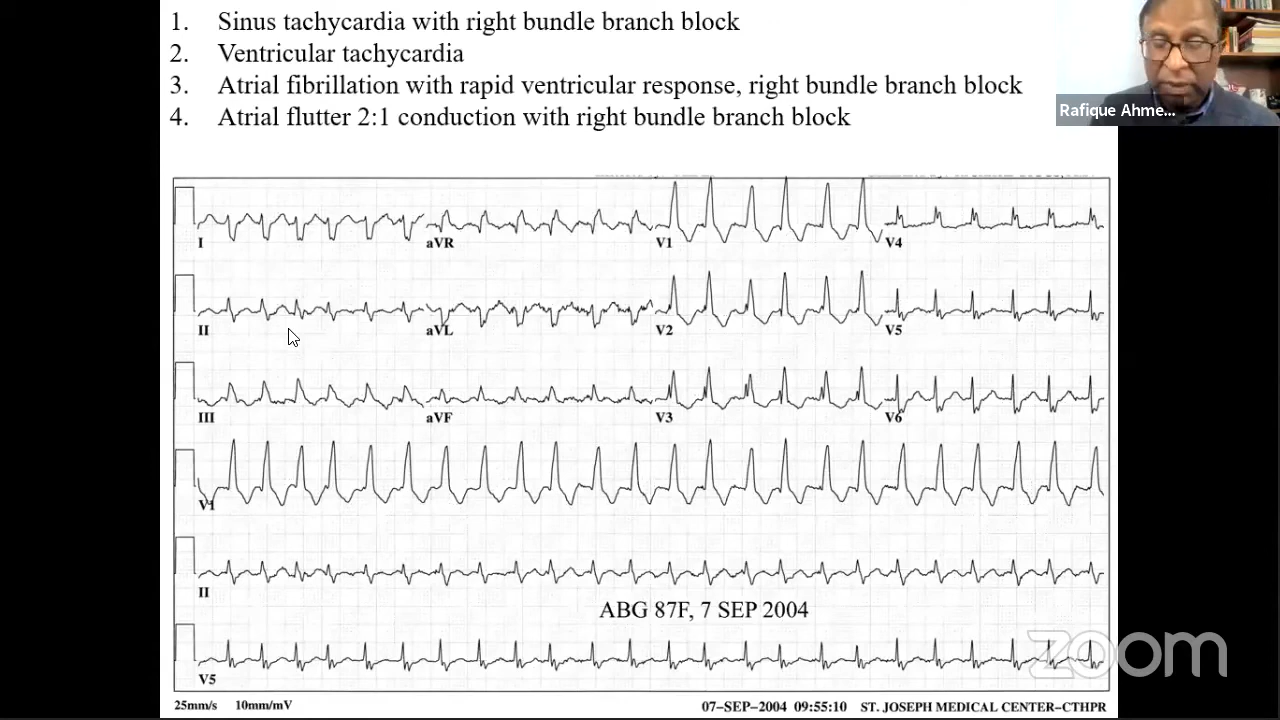 1. Sinus tachycardia with right bundle branch block
2. Ventricular tachycardia
3. Atrial fibrillation with rapid ventricular response, right bundle branch block
4. Atrial flutter 2:1 conduction with right bundle branch block
Rafique Ahme...
I aVR V1 V4
II aVL V2 V5
III aVF V3 V6
V1
II
ABG 87F, 7 SEP 2004
zoom
V5
25mm/s 10mm/mV 07-SEP-2004 09:55:10 ST. JOSEPH MEDICAL CENTER-CTHPR